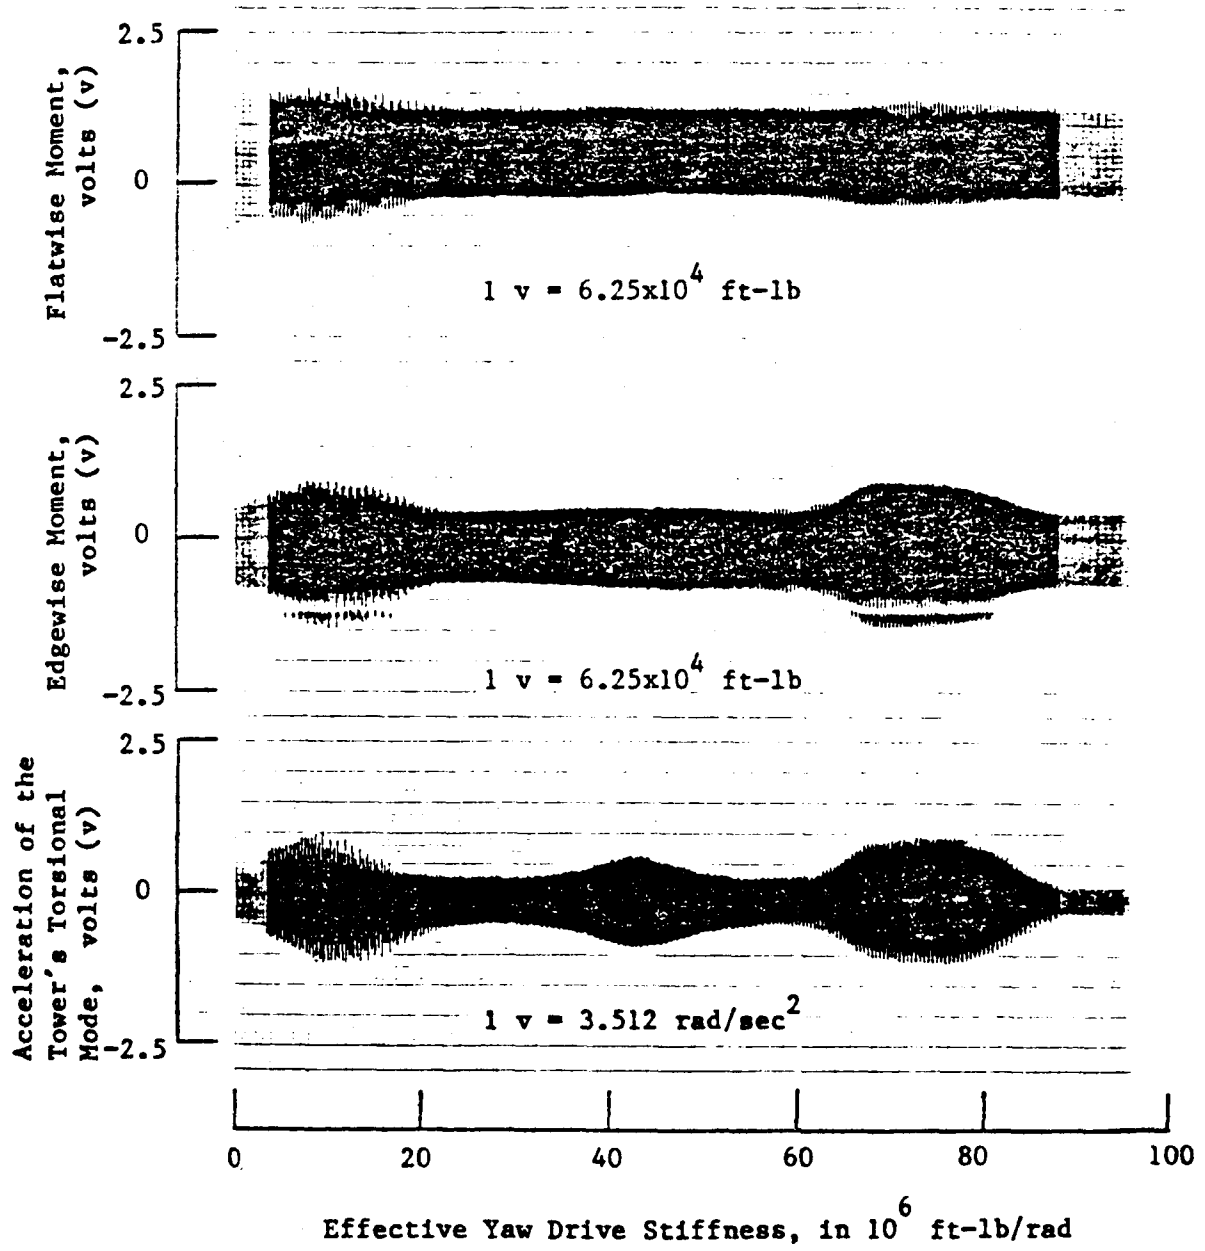 Flatwise Moment,
volts (v)
2.5
0
-2.5
1 v = 6.25x10^4 ft-lb
Edgewise Moment,
volts (v)
2.5
0
-2.5
1 v = 6.25x10^4 ft-lb
Acceleration of the
Tower's Torsional
Mode, volts (v)
2.5
0
-2.5
1 v = 3.512 rad/sec^2
0 20 40 60 80 100
Effective Yaw Drive Stiffness, in 10^6 ft-lb/rad